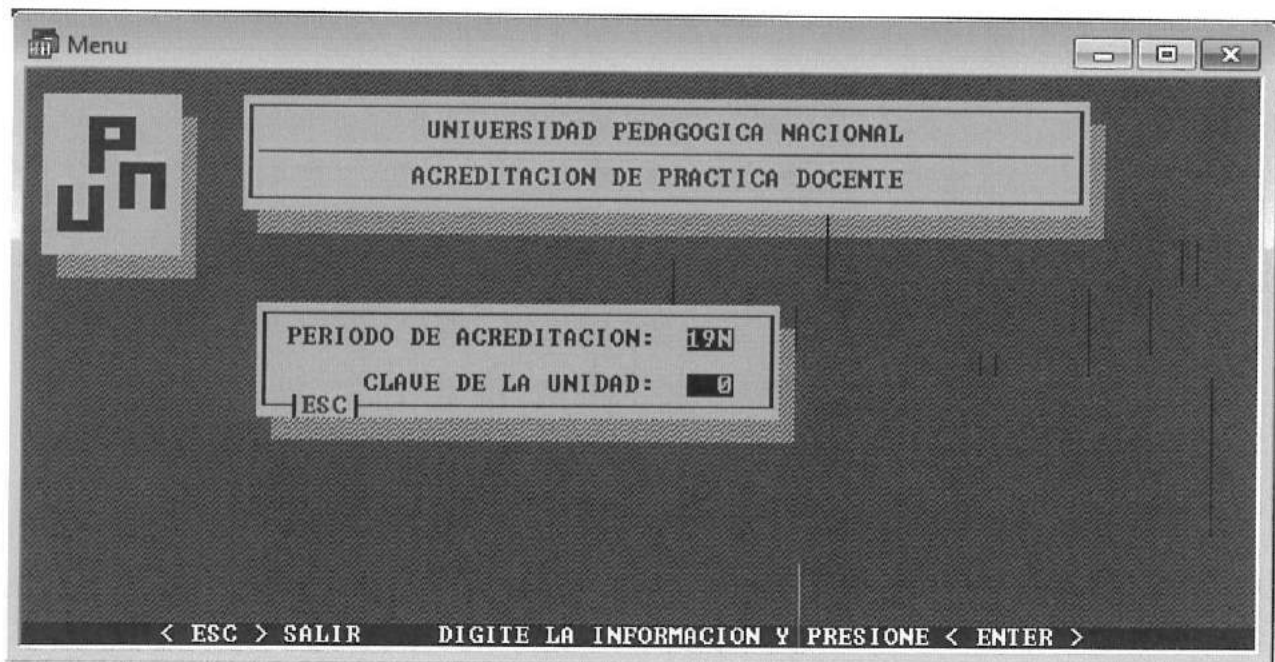 Menu
UPN
UNIVERSIDAD PEDAGOGICA NACIONAL
ACREDITACION DE PRACTICA DOCENTE
PERIODO DE ACREDITACION: 19N
CLAVE DE LA UNIDAD: 0
ESC
< ESC > SALIR DIGITE LA INFORMACION Y PRESIONE < ENTER >